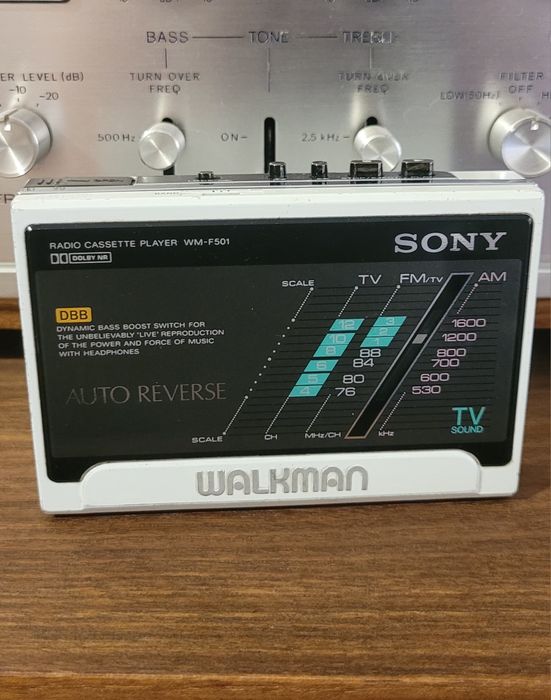 BASS TONE TREBLE
ER LEVEL (dB)
-10
-20
TURN OVER
FREQ
TURN OVER
FREQ
FILTER
OFF
LOW(50Hz)
500 Hz
ON-
2.5 kHz
RADIO CASSETTE PLAYER WM-F501
DOLBY NR
SONY
SCALE TV FM/TV AM
DBB
DYNAMIC BASS BOOST SWITCH FOR
THE UNBELIEVABLY 'LIVE' REPRODUCTION
OF THE POWER AND FORCE OF MUSIC
WITH HEADPHONES
AUTO REVERSE
12 3 1600
10 2 1200
8 1 88 800
6 84 700
5 80 600
4 76 530
SCALE CH MHz/CH kHz
TV
SOUND
WALKMAN